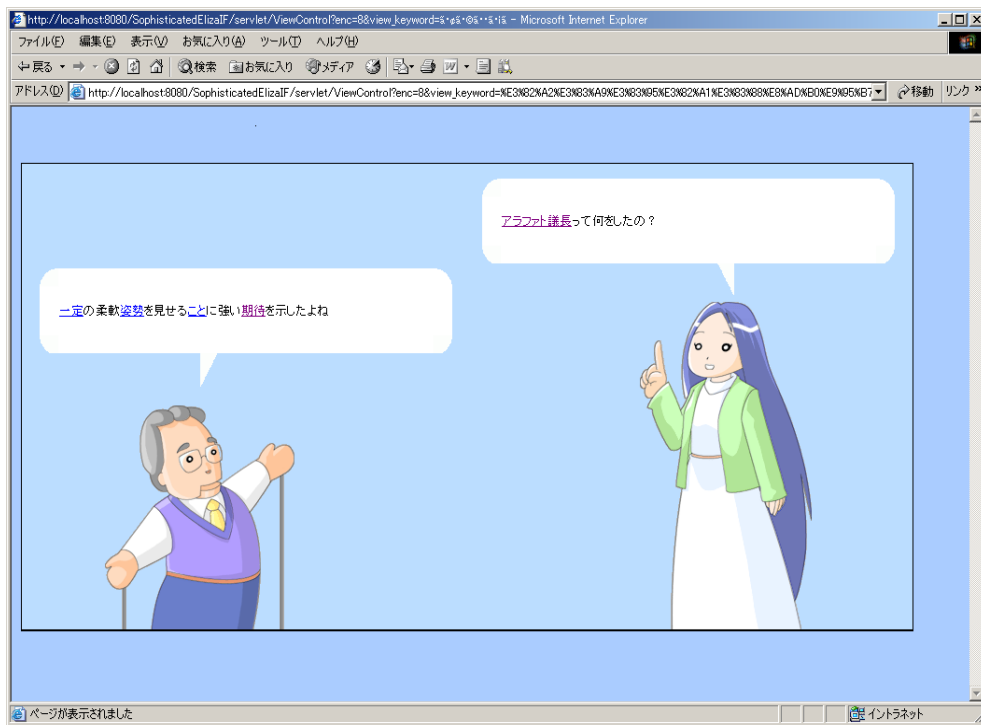 http://localhost:8080/SophisticatedElizaIF/servlet/ViewControl?enc=8&view_keyword= - Microsoft Internet Explorer
ファイル(F) 編集(E) 表示(V) お気に入り(A) ツール(T) ヘルプ(H)
戻る 検索 お気に入り メディア
アドレス(D) http://localhost:8080/SophisticatedElizaIF/servlet/ViewControl?enc=8&view_keyword=%E3%82%A2%E3%83%A9%E3%83%95%E3%82%A1%E3%83%88%E8%AD%B0%E9%95%B7 移動 リンク »
アラファト議長って何をしたの？
一定の柔軟姿勢を見せることに強い期待を示したよね
ページが表示されました イントラネット